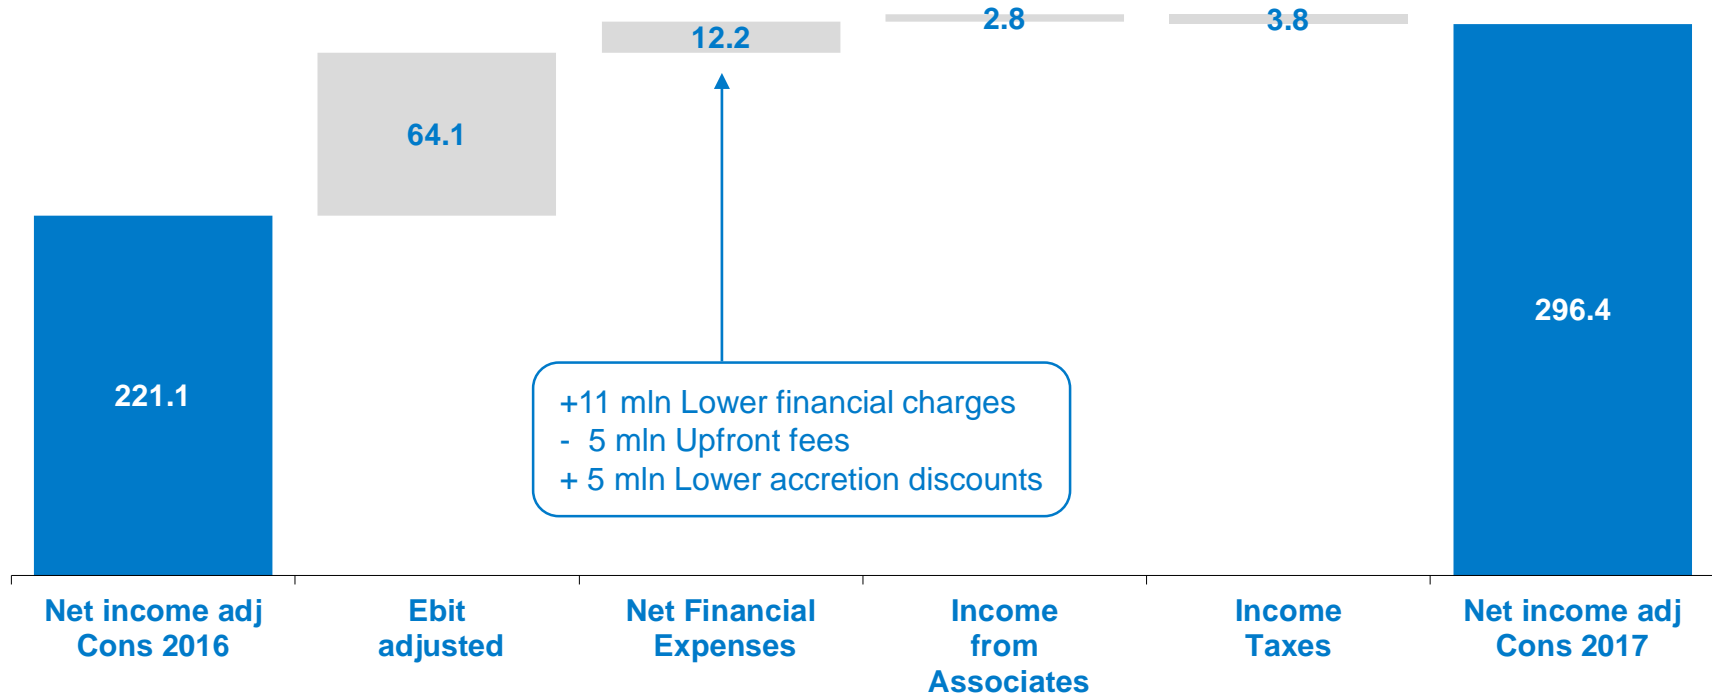 2.8
3.8
12.2
64.1
296.4
221.1
+11 mln Lower financial charges
- 5 mln Upfront fees
+ 5 mln Lower accretion discounts
Net income adj
Cons 2016
Ebit
adjusted
Net Financial
Expenses
Income
from
Associates
Income
Taxes
Net income adj
Cons 2017